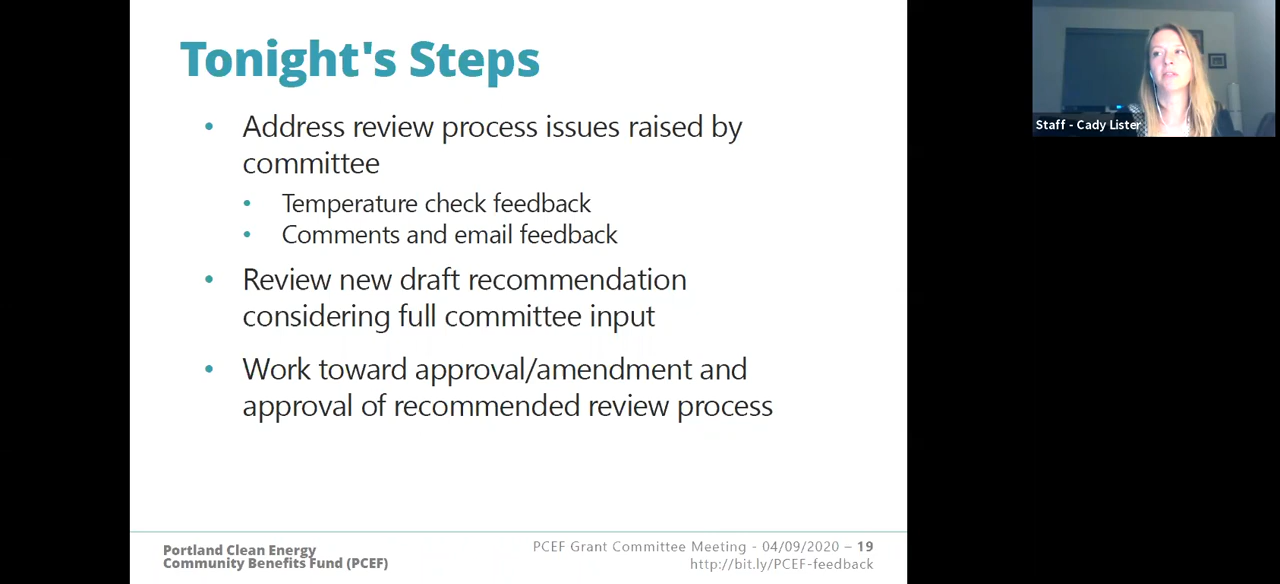 Tonight's Steps
• Address review process issues raised by
committee
• Temperature check feedback
• Comments and email feedback
• Review new draft recommendation
considering full committee input
• Work toward approval/amendment and
approval of recommended review process
Portland Clean Energy
Community Benefits Fund (PCEF)
PCEF Grant Committee Meeting - 04/09/2020 – 19
http://bit.ly/PCEF-feedback
Staff - Cady Lister